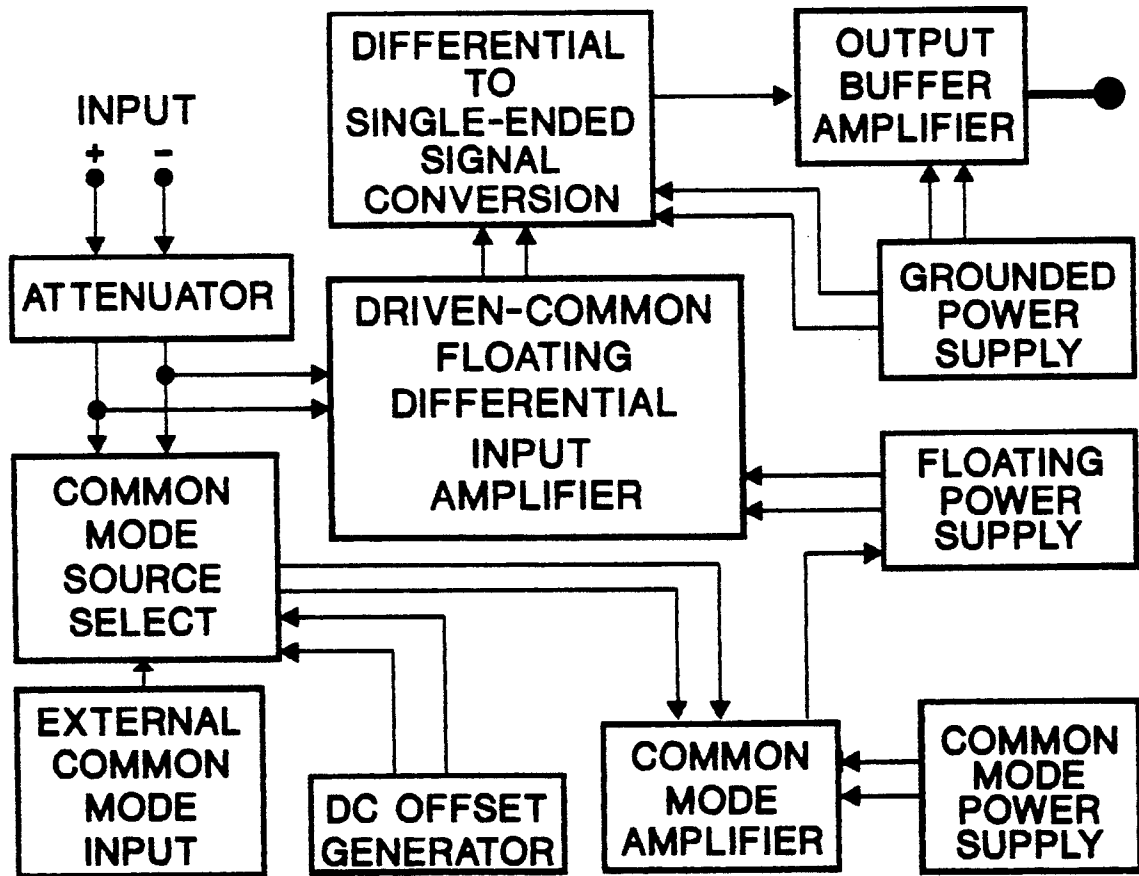 INPUT
+ -
ATTENUATOR
DIFFERENTIAL
TO
SINGLE-ENDED
SIGNAL
CONVERSION
OUTPUT
BUFFER
AMPLIFIER
GROUNDED
POWER
SUPPLY
DRIVEN-COMMON
FLOATING
DIFFERENTIAL
INPUT
AMPLIFIER
FLOATING
POWER
SUPPLY
COMMON
MODE
SOURCE
SELECT
EXTERNAL
COMMON
MODE
INPUT
DC OFFSET
GENERATOR
COMMON
MODE
AMPLIFIER
COMMON
MODE
POWER
SUPPLY